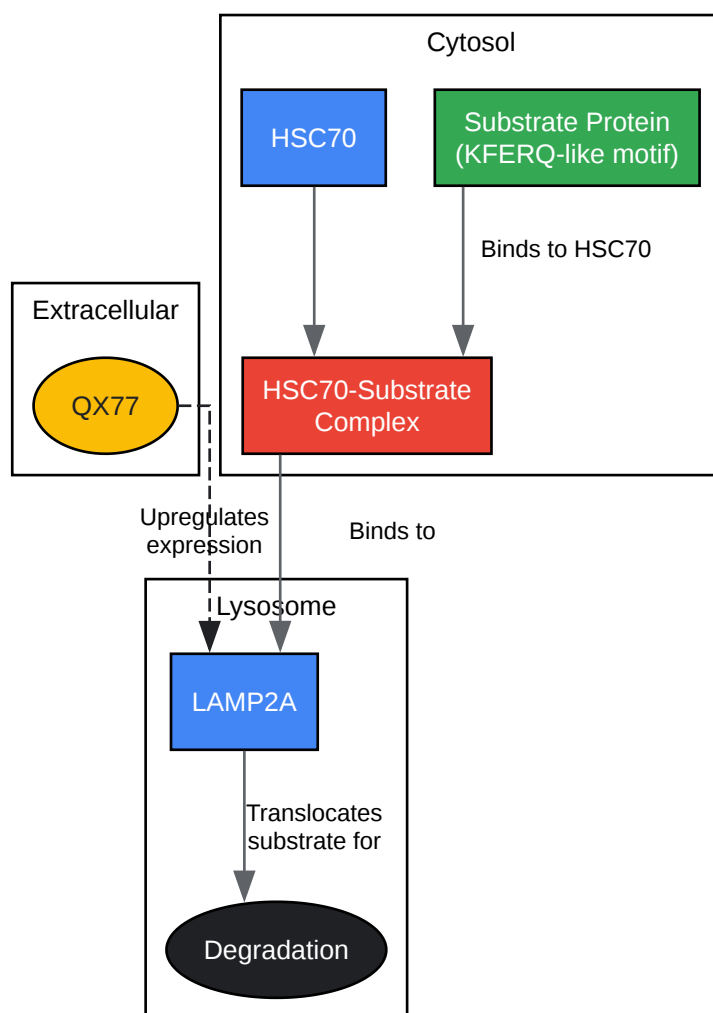 Cytosol
HSC70
Substrate Protein
(KFERQ-like motif)
Binds to HSC70
Extracellular
QX77
HSC70-Substrate
Complex
Upregulates
expression
Binds to
Lysosome
LAMP2A
Translocates
substrate for
Degradation